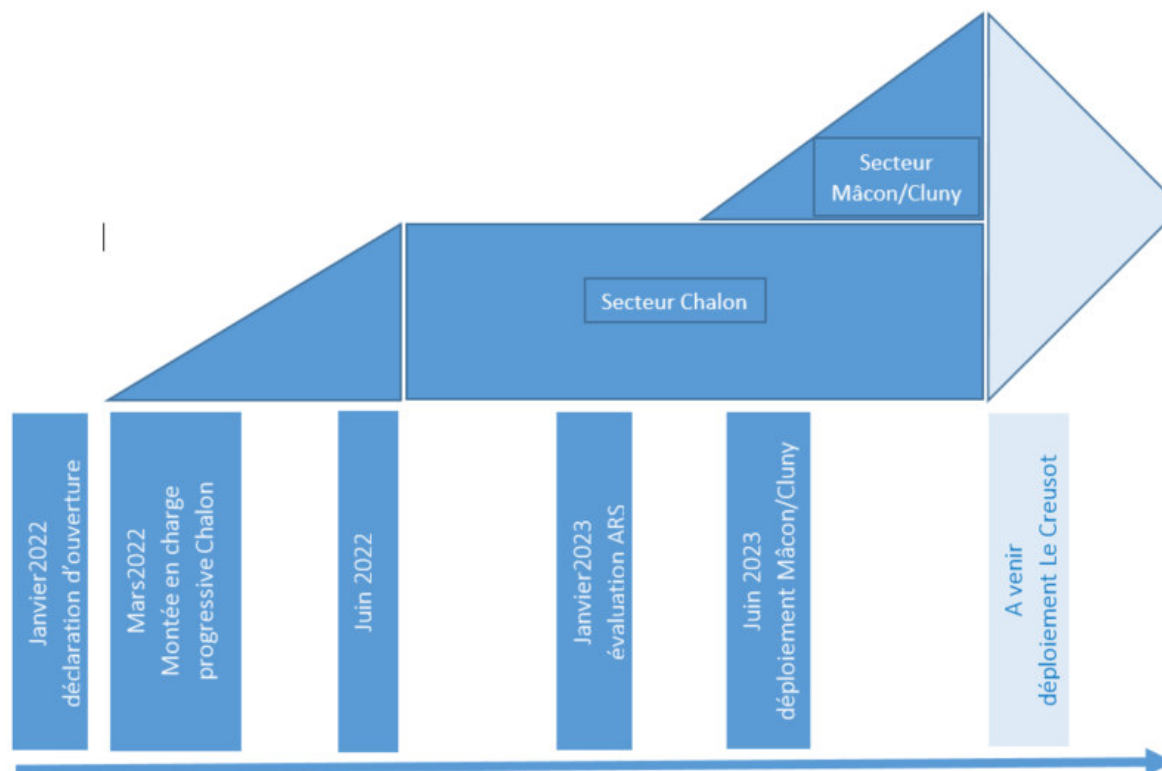 Secteur
Mâcon/Cluny
Secteur Chalon
Janvier2022
déclaration d'ouverture
Mars2022
Montée en charge
progressive Chalon
Juin 2022
Janvier2023
évaluation ARS
Juin 2023
déploiement Mâcon/Cluny
A venir
déploiement Le Creusot